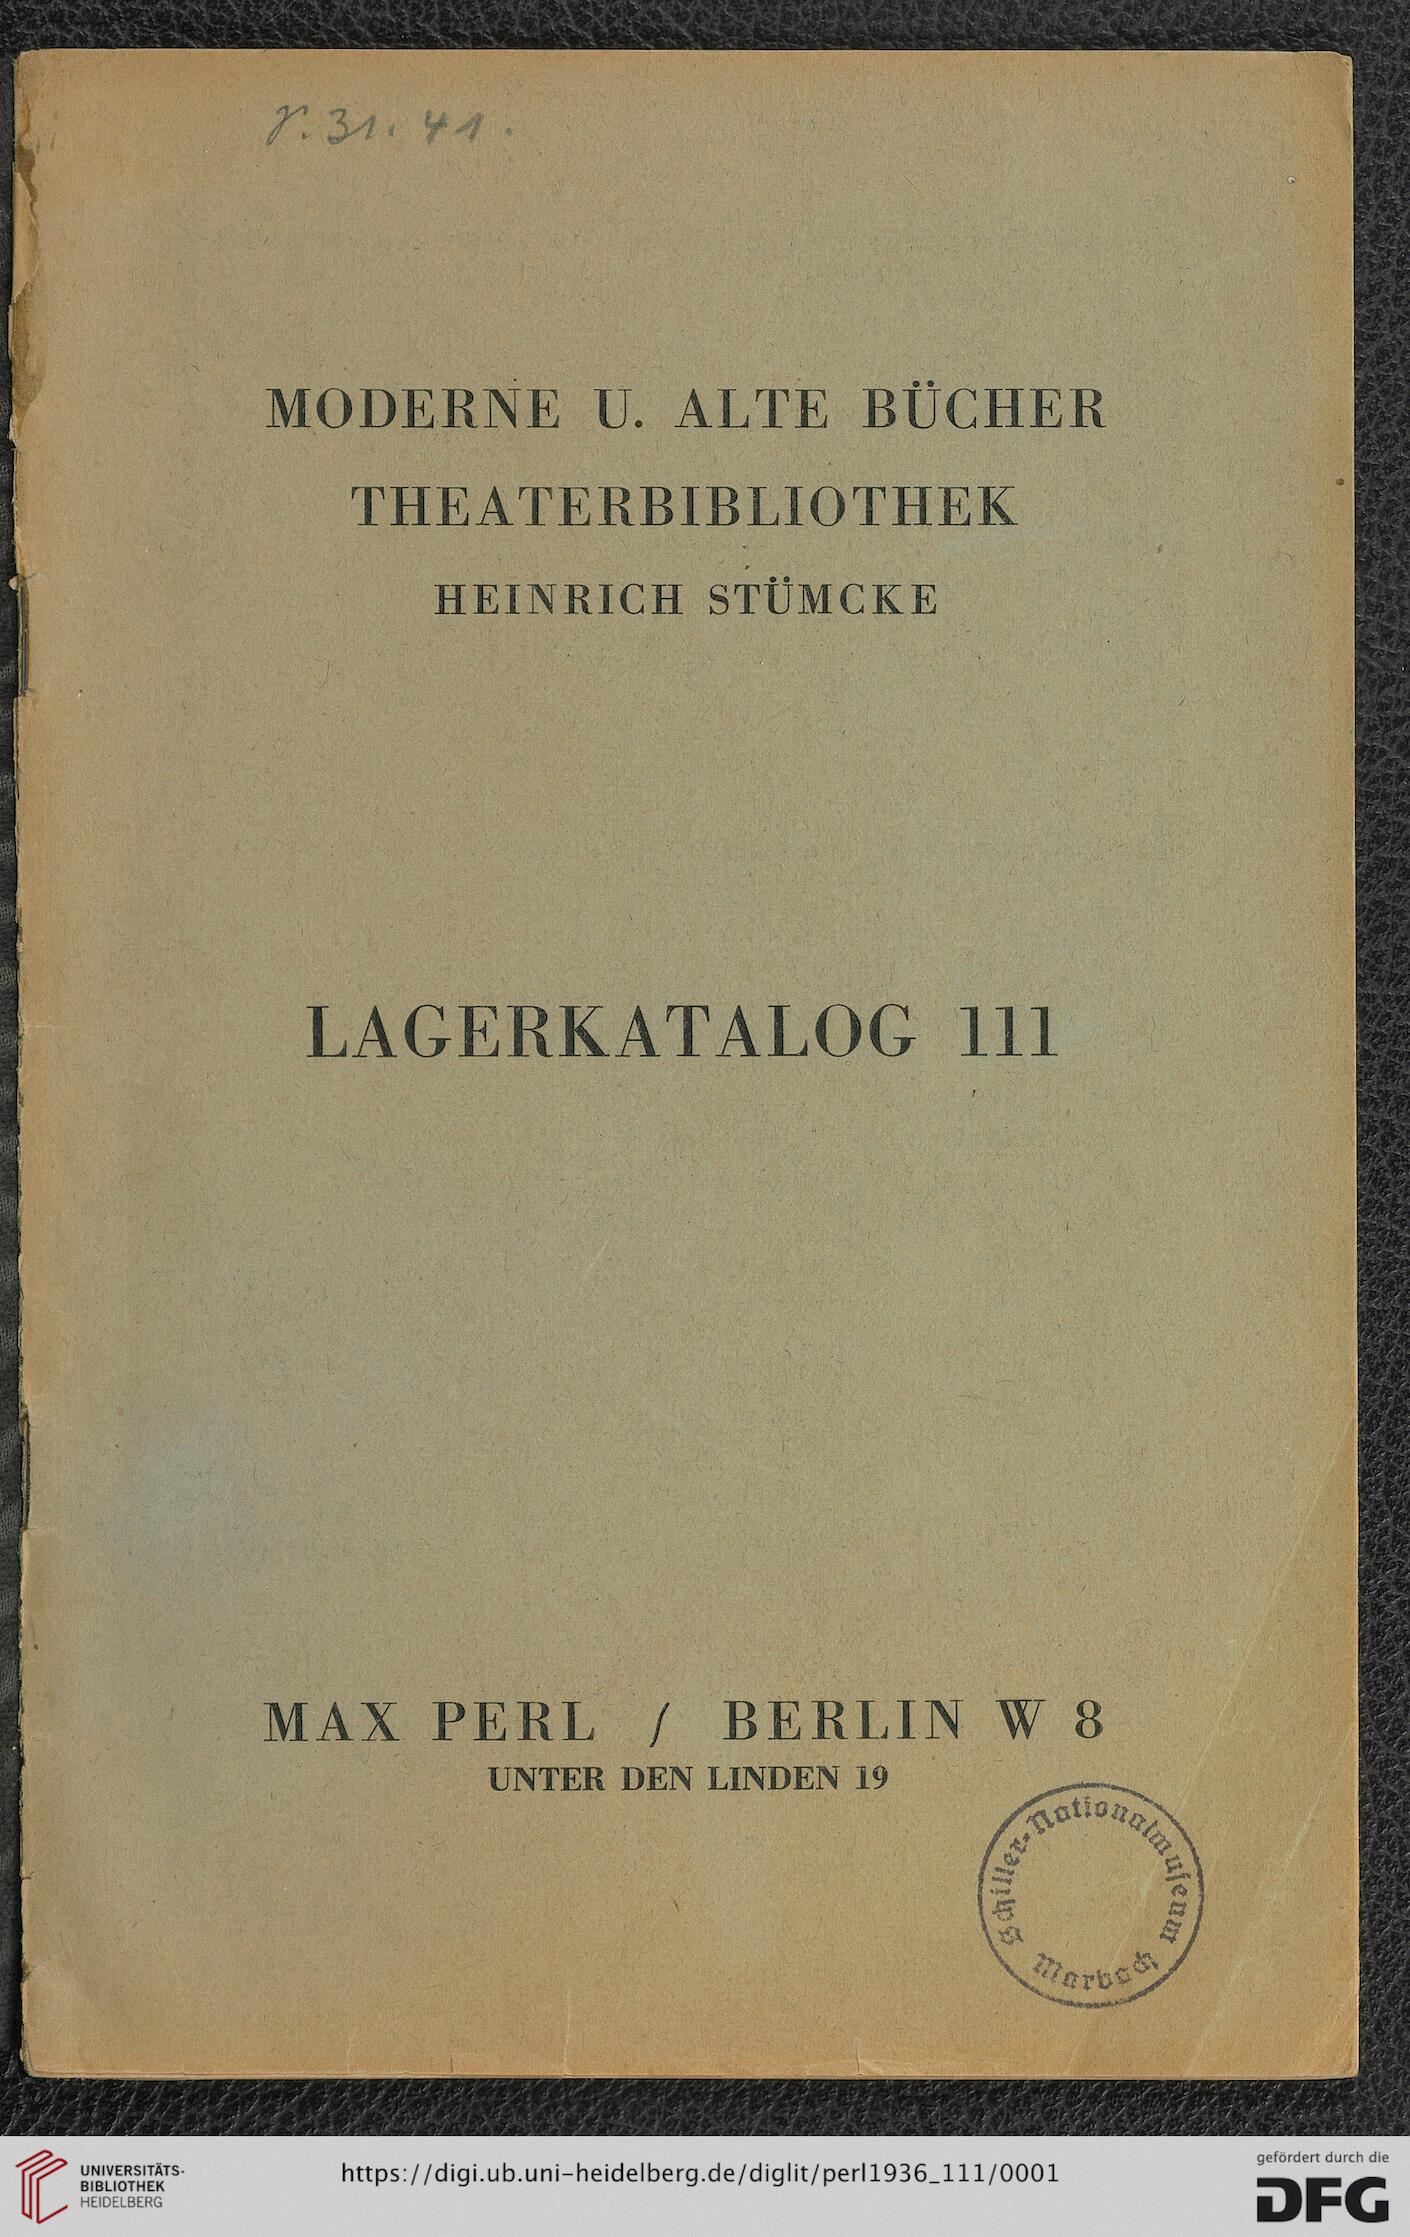 r. 31. 41.
MODERNE U. ALTE BÜCHER
THEATERBIBLIOTHEK
HEINRICH STÜMCKE
LAGERKATALOG 111
MAX PERL / BERLIN W 8
UNTER DEN LINDEN 19
Schiller-Nationalmuseum
Marbach
UNIVERSITÄTS-
BIBLIOTHEK
HEIDELBERG
https://digi.ub.uni-heidelberg.de/diglit/perl1936_111/0001
gefördert durch die
DFG